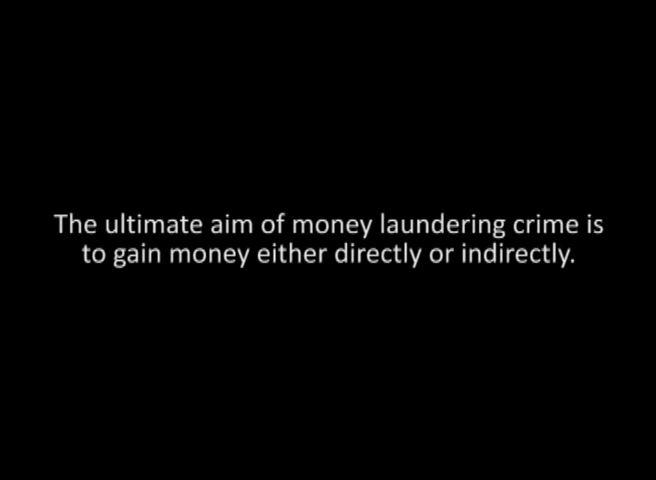 The ultimate aim of money laundering crime is
to gain money either directly or indirectly.